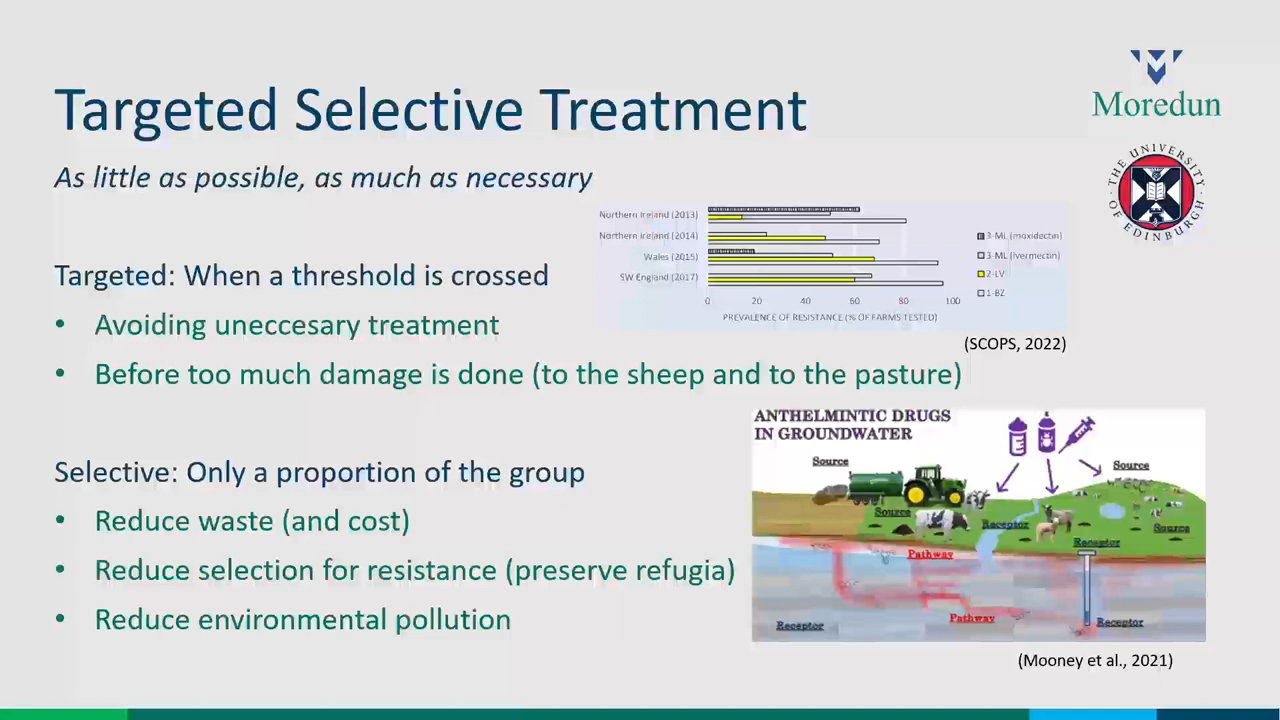 Targeted Selective Treatment
As little as possible, as much as necessary
Moredun
THE UNIVERSITY
OF EDINBURGH
Northern Ireland (2013)
Northern Ireland (2014)
Wales (2015)
SW England (2017)
0 20 40 60 80 100
PREVALENCE OF RESISTANCE (% OF FARMS TESTED)
3-ML (moxidectin)
3-ML (Ivermectin)
2-LV
1-BZ
(SCOPS, 2022)
Targeted: When a threshold is crossed
• Avoiding uneccesary treatment
• Before too much damage is done (to the sheep and to the pasture)
Selective: Only a proportion of the group
• Reduce waste (and cost)
• Reduce selection for resistance (preserve refugia)
• Reduce environmental pollution
ANTHELMINTIC DRUGS
IN GROUNDWATER
Source
Source
Source
Receptor
Source
Receptor
Pathway
Pathway
Receptor
Receptor
(Mooney et al., 2021)